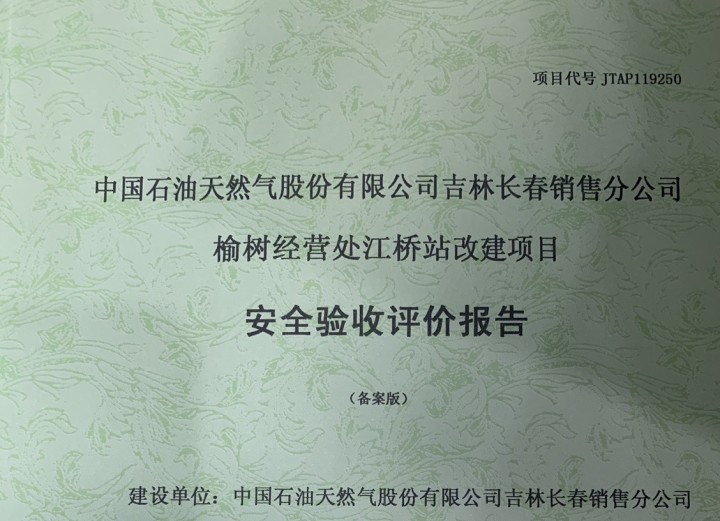 项目代号 JTAP119250
中国石油天然气股份有限公司吉林长春销售分公司
榆树经营处江桥站改建项目
安全验收评价报告
（备案版）
建设单位：中国石油天然气股份有限公司吉林长春销售分公司